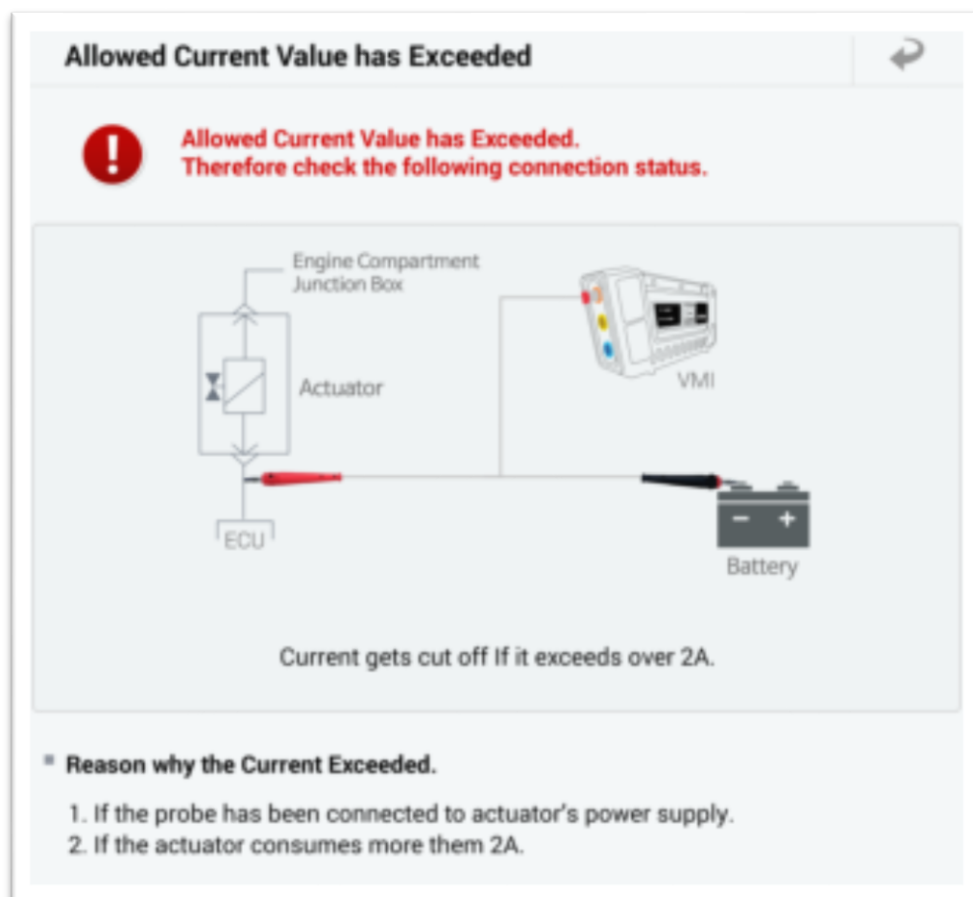 Allowed Current Value has Exceeded
Allowed Current Value has Exceeded.
Therefore check the following connection status.
Engine Compartment
Junction Box
Actuator
VMI
ECU
− +
Battery
Current gets cut off If it exceeds over 2A.
Reason why the Current Exceeded.
1. If the probe has been connected to actuator's power supply.
2. If the actuator consumes more them 2A.